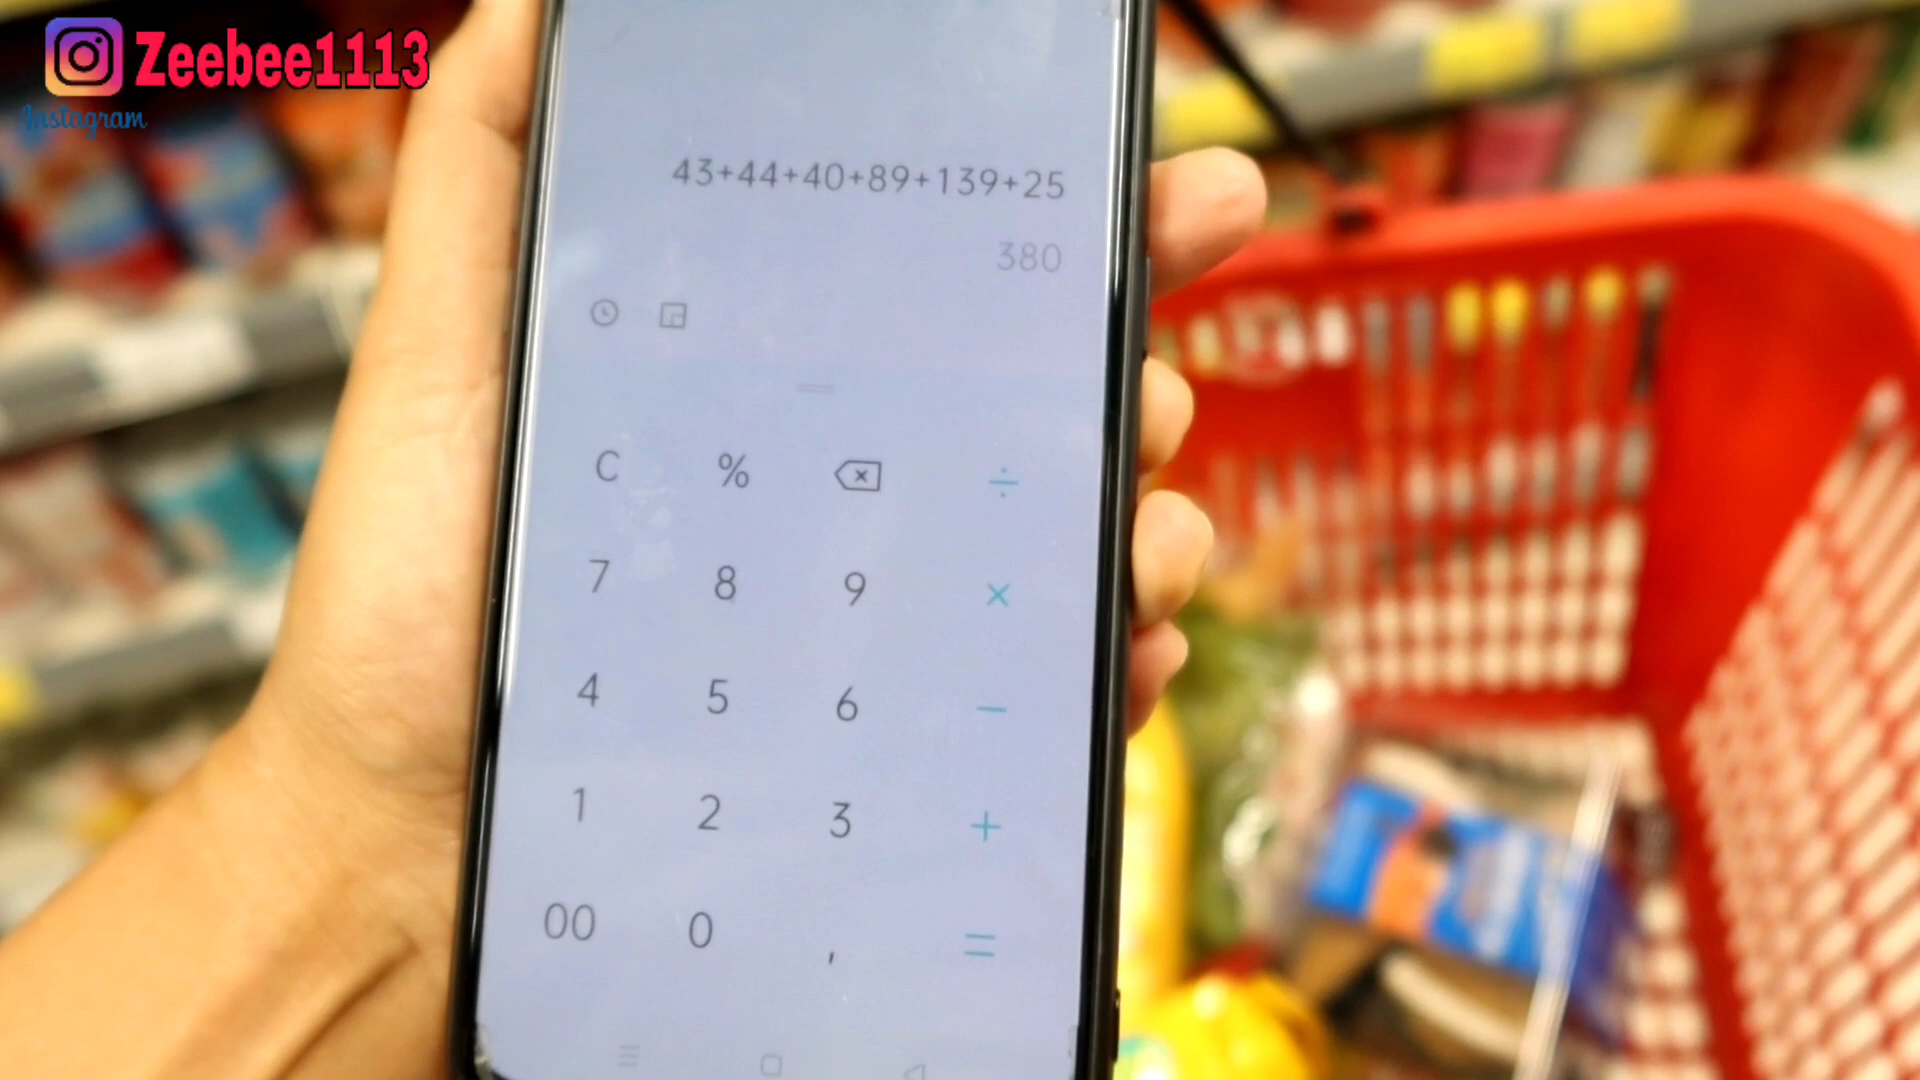 Zeebee1113
Instagram
43+44+40+89+139+25
380
C % ÷
7 8 9 ×
4 5 6 −
1 2 3 +
00 0 , =